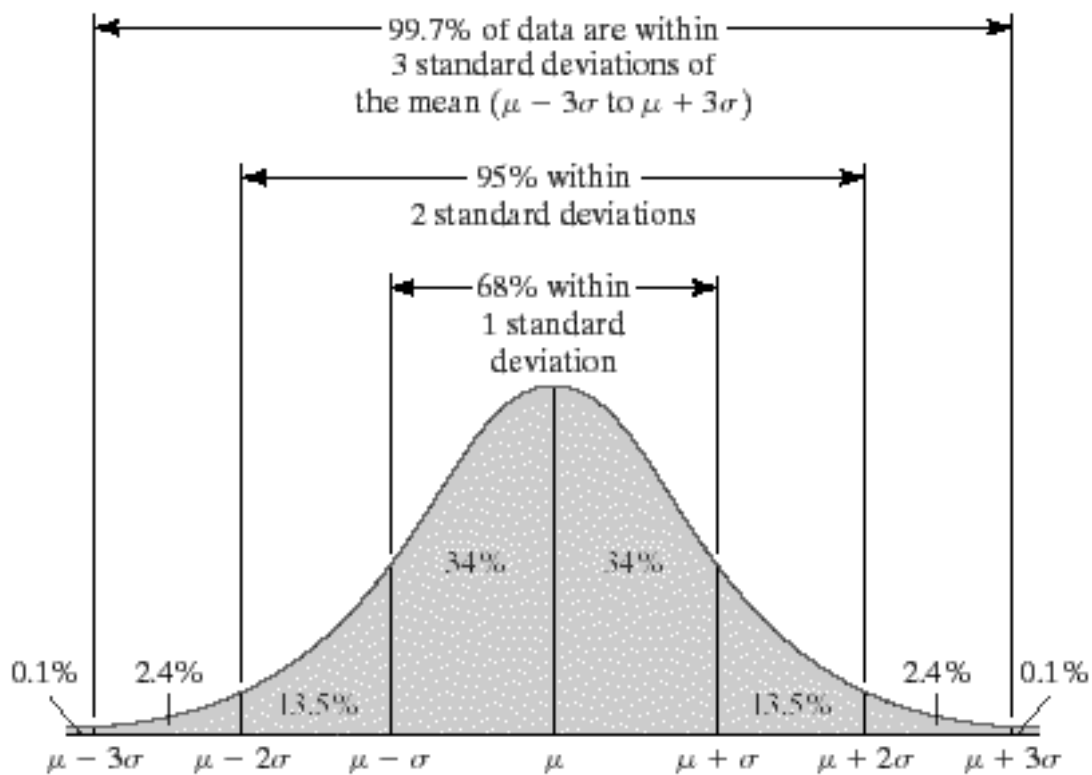 99.7% of data are within
3 standard deviations of
the mean (μ − 3σ to μ + 3σ)
95% within
2 standard deviations
68% within
1 standard
deviation
34% 34%
0.1% 2.4% 2.4% 0.1%
13.5% 13.5%
μ − 3σ μ − 2σ μ − σ μ μ + σ μ + 2σ μ + 3σ